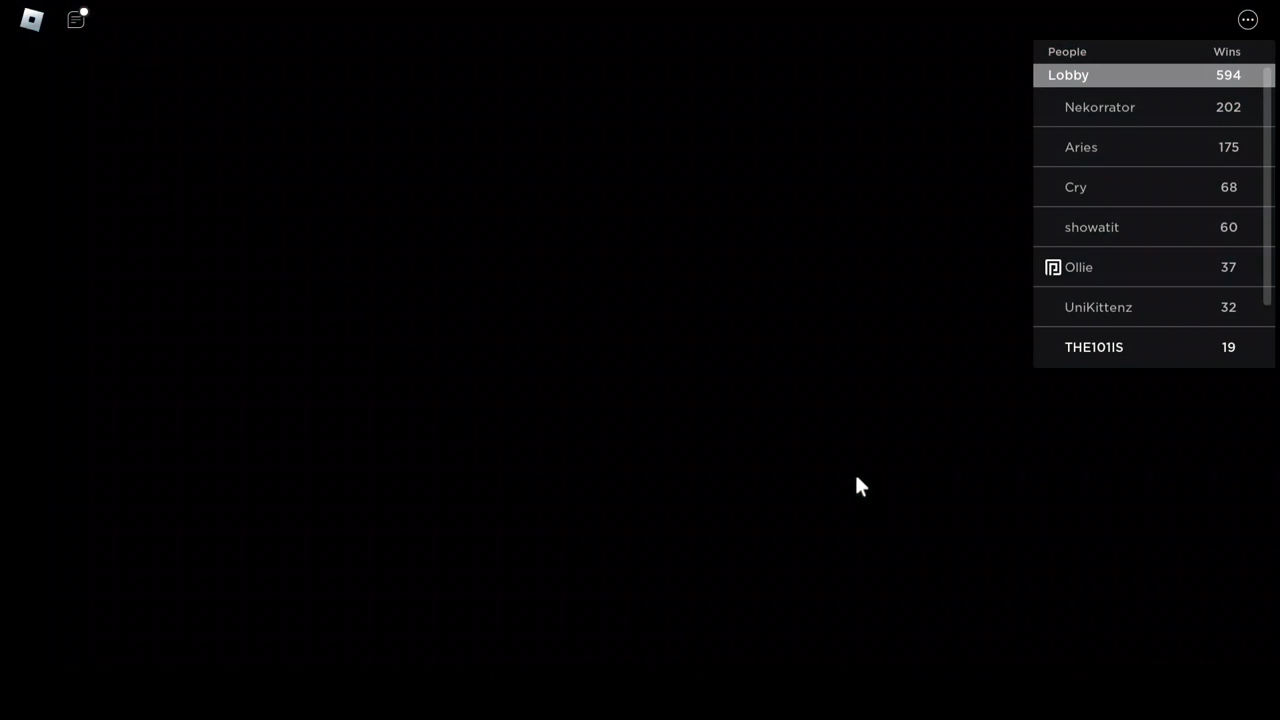 People Wins
Lobby 594
Nekorrator 202
Aries 175
Cry 68
showatit 60
Ollie 37
UniKittenz 32
THE101IS 19